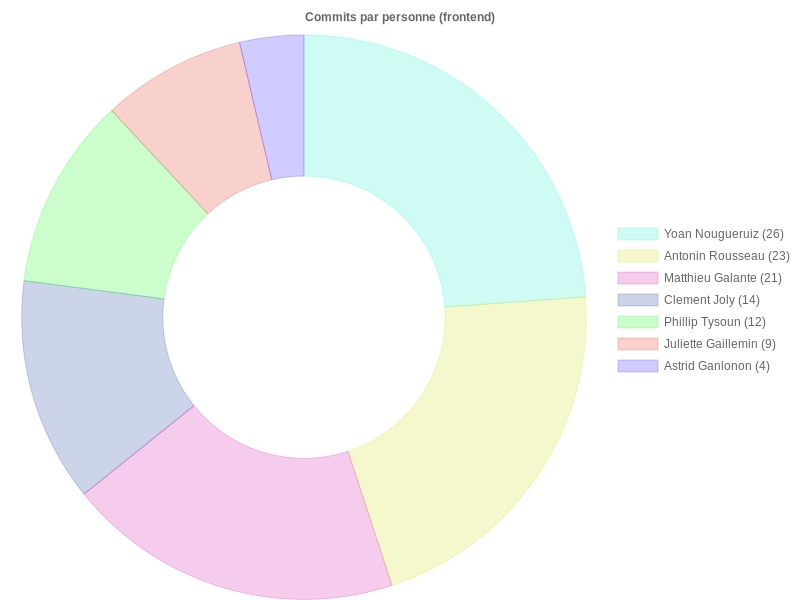 Commits par personne (frontend)
Yoan Nougueruiz (26)
Antonin Rousseau (23)
Matthieu Galante (21)
Clement Joly (14)
Phillip Tysoun (12)
Juliette Gaillemin (9)
Astrid Ganlonon (4)